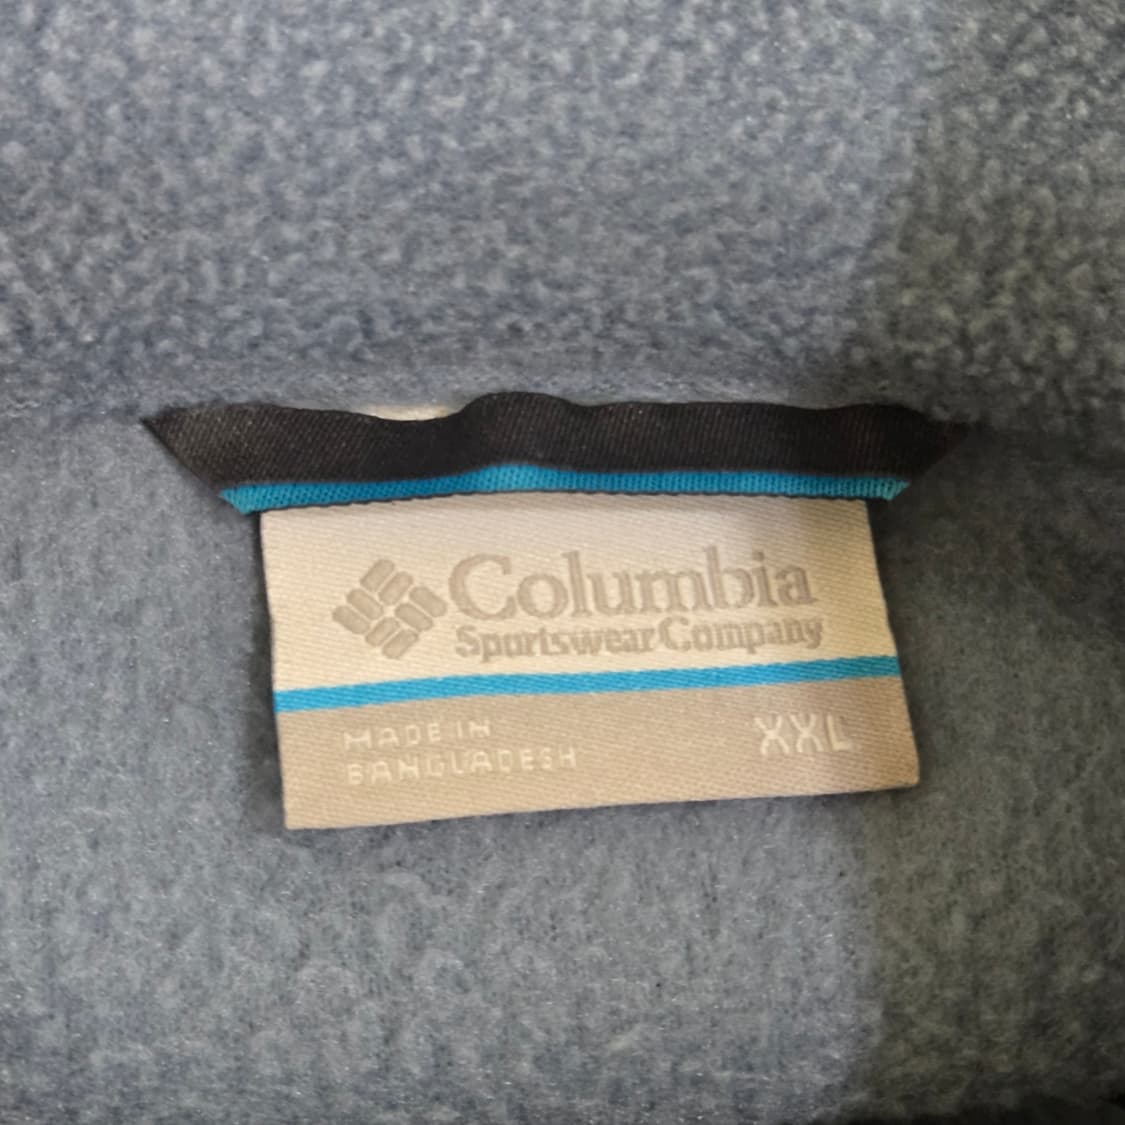 Columbia
Sportswear Company
MADE IN
BANGLADESH
XXL